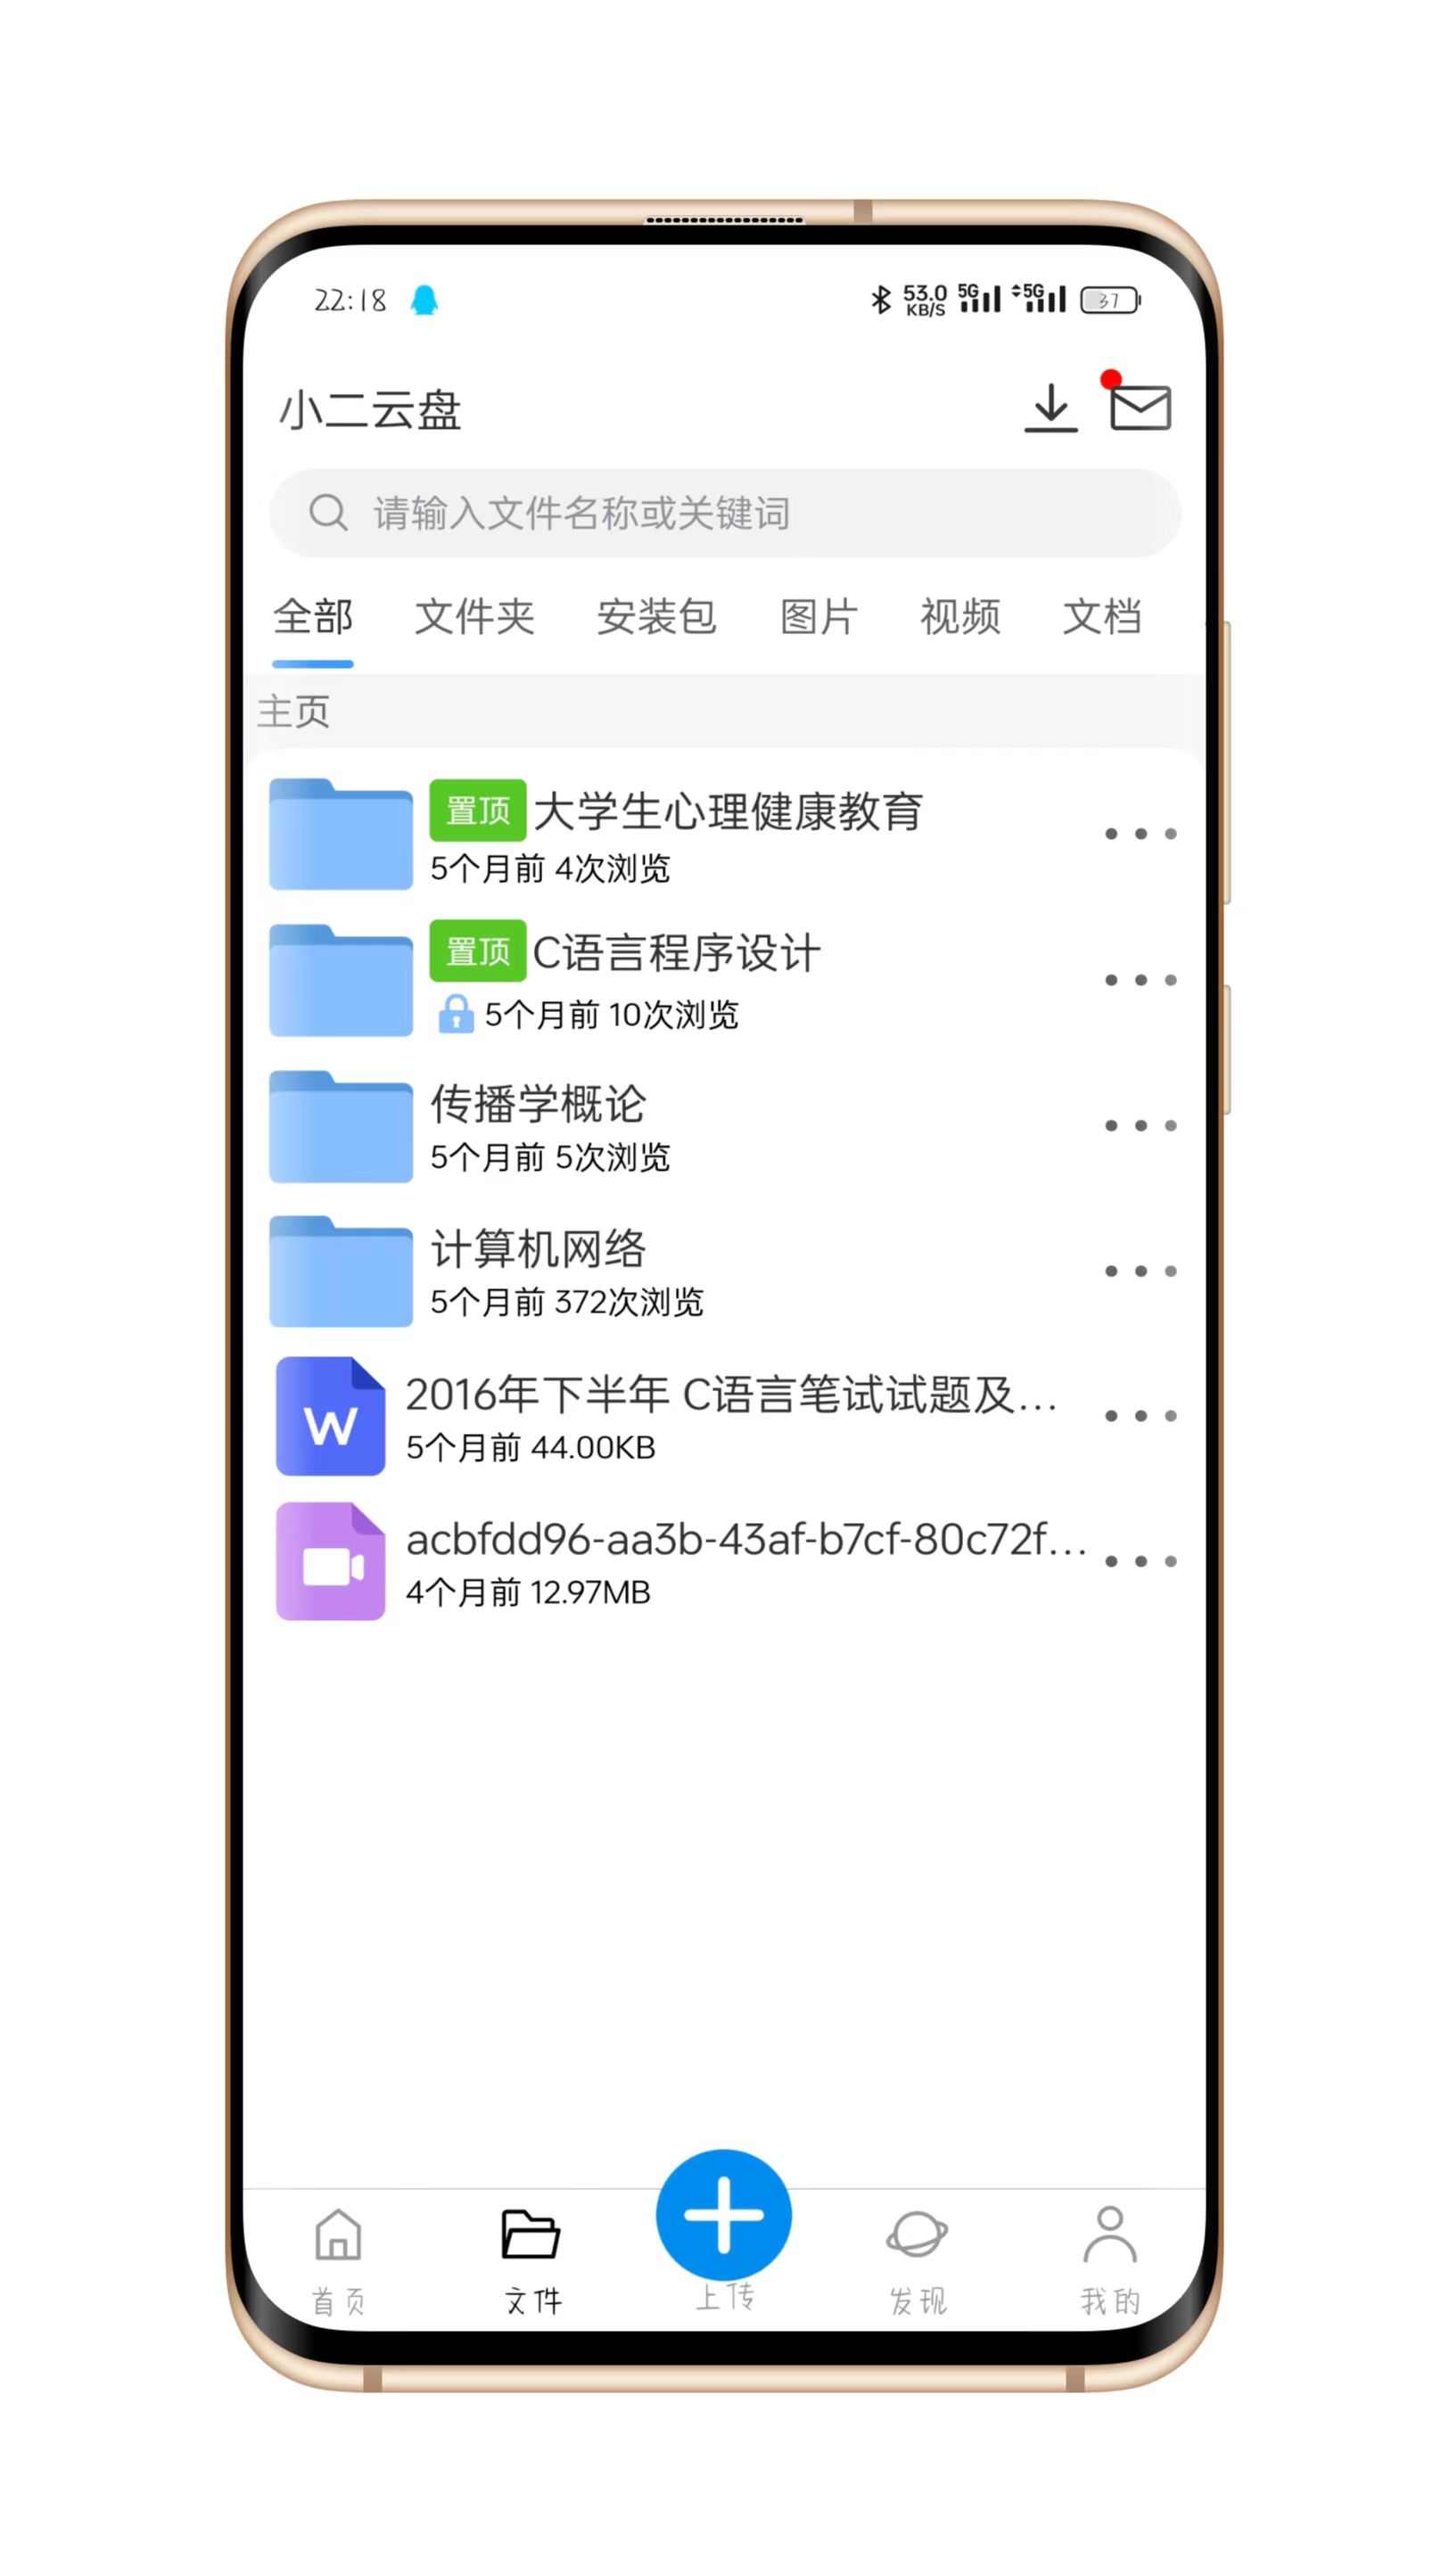 22:18 53.0 KB/S 5G 5G 37
小二云盘
请输入文件名称或关键词
全部 文件夹 安装包 图片 视频 文档
主页
置顶 大学生心理健康教育
5个月前 4次浏览
置顶 C语言程序设计
5个月前 10次浏览
传播学概论
5个月前 5次浏览
计算机网络
5个月前 372次浏览
W
2016年下半年 C语言笔试试题及...
5个月前 44.00KB
acbfdd96-aa3b-43af-b7cf-80c72f...
4个月前 12.97MB
首页 文件 上传 发现 我的